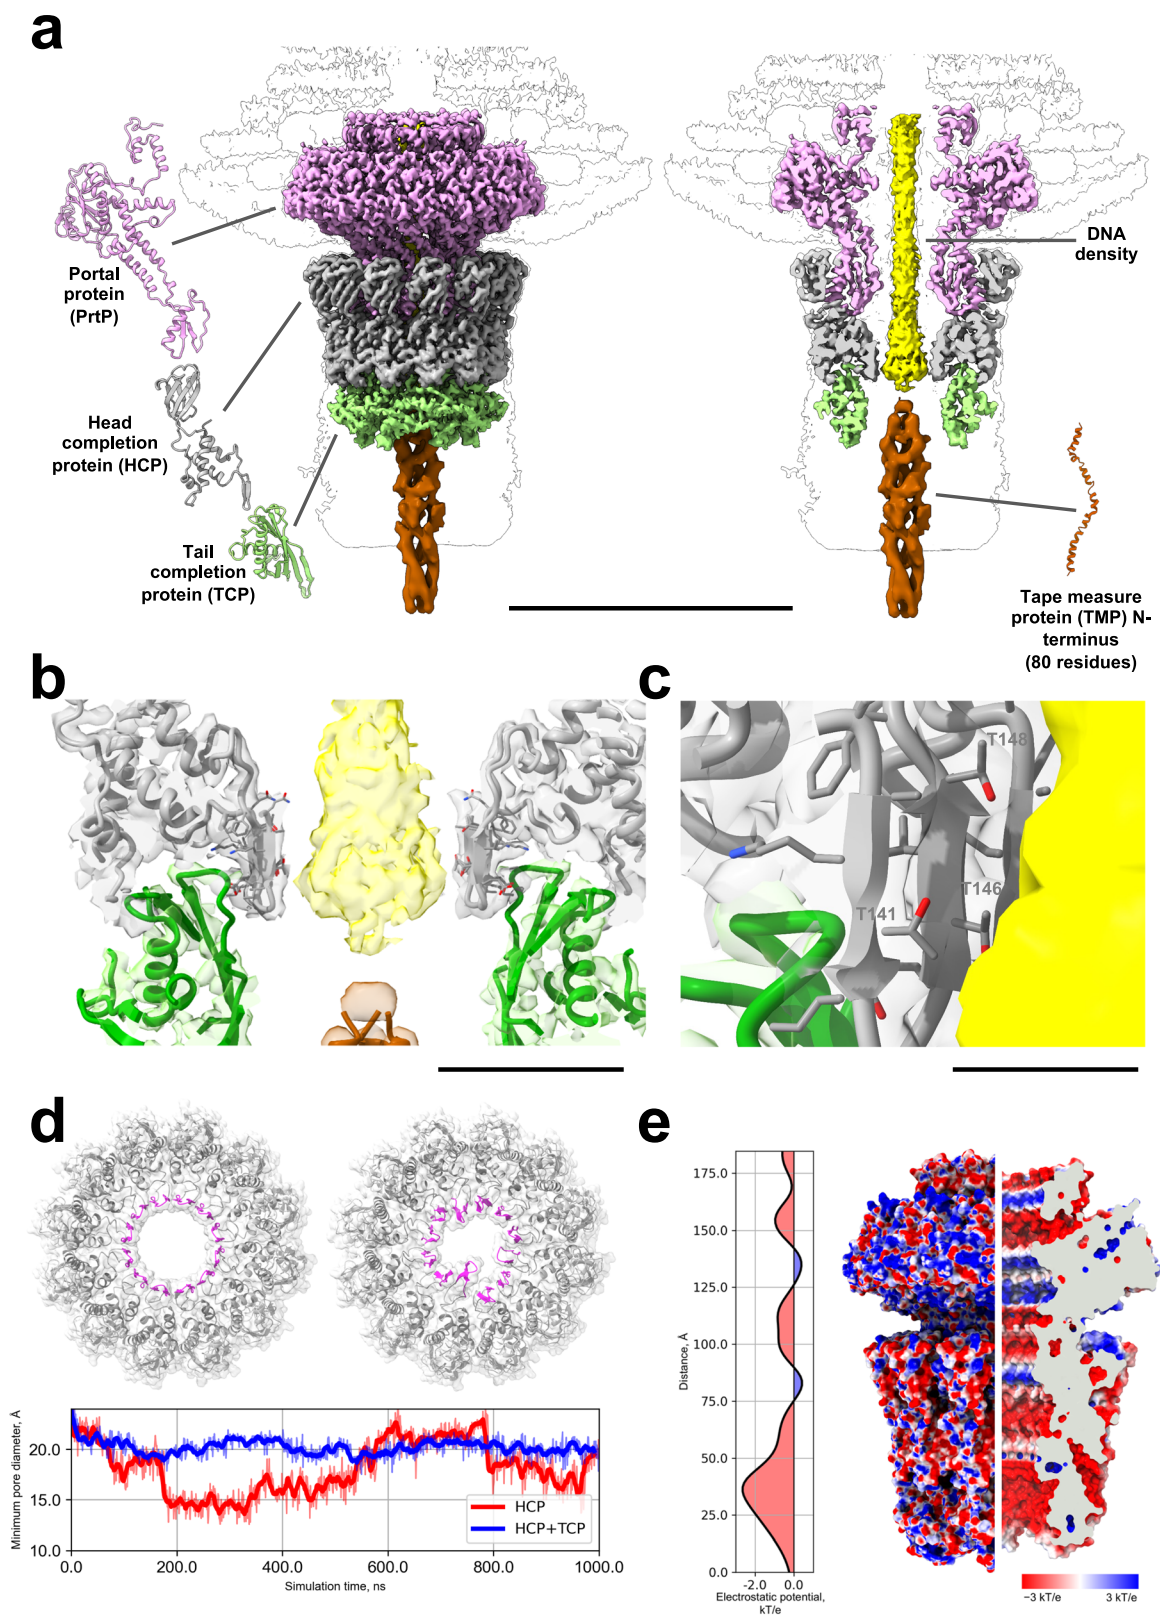 a
Portal
protein
(PrtP)
Head
completion
protein (HCP)
Tail
completion
protein (TCP)
DNA
density
Tape measure
protein (TMP) N-
terminus
(80 residues)
b
c
T148
T146
T141
d
Minimum pore diameter, Å
20.0
15.0
10.0
HCP
HCP+TCP
0.0 200.0 400.0 600.0 800.0 1000.0
Simulation time, ns
e
Distance, Å
175.0
150.0
125.0
100.0
75.0
50.0
25.0
0.0
-2.0 0.0
Electrostatic potential,
kT/e
−3 kT/e 3 kT/e